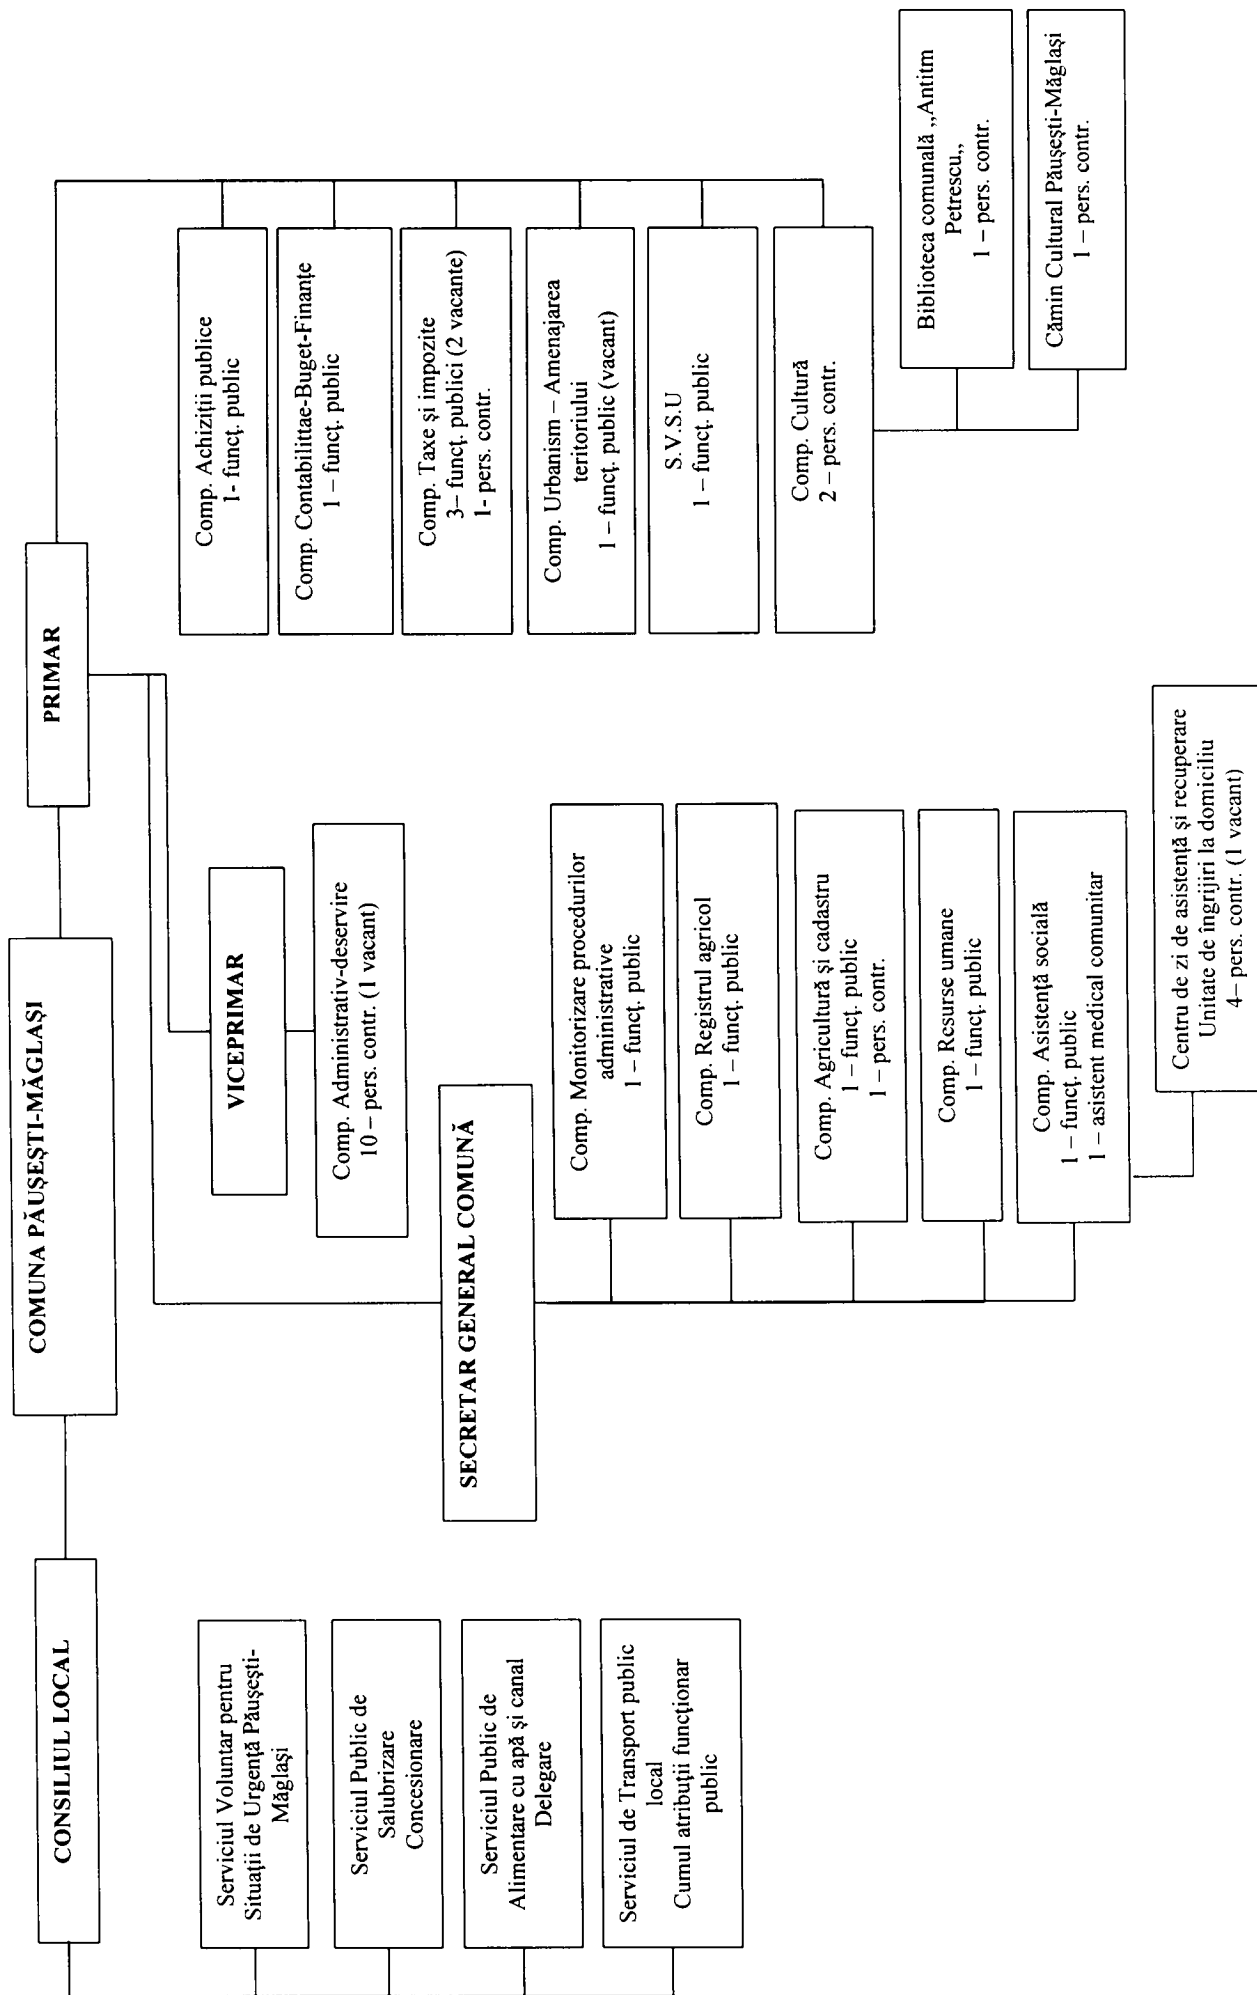 COMUNA PĂUȘEȘTI-MĂGLAȘI
CONSILIUL LOCAL
PRIMAR
Serviciul Voluntar pentru
Situații de Urgență Păușești-
Măglași
Serviciul Public de
Salubrizare
Concesionare
Serviciul Public de
Alimentare cu apă și canal
Delegare
Serviciul de Transport public
local
Cumul atribuții funcționar
public
VICEPRIMAR
Comp. Administrativ-deservire
10 – pers. contr. (1 vacant)
SECRETAR GENERAL COMUNĂ
Comp. Monitorizare procedurilor
administrative
1 – funcț. public
Comp. Registrul agricol
1 – funcț. public
Comp. Agricultură și cadastru
1 – funcț. public
1 – pers. contr.
Comp. Resurse umane
1 – funcț. public
Comp. Asistență socială
1 – funcț. public
1 – asistent medical comunitar
Centru de zi de asistență și recuperare
Unitate de îngrijiri la domiciliu
4– pers. contr. (1 vacant)
Comp. Achiziții publice
1- funcț. public
Comp. Contabilittae-Buget-Finanțe
1 – funcț. public
Comp. Taxe și impozite
3– funcț. publici (2 vacante)
1- pers. contr.
Comp. Urbanism – Amenajarea
teritoriului
1 – funcț. public (vacant)
S.V.S.U
1 – funcț. public
Comp. Cultură
2 – pers. contr.
Biblioteca comunală ,,Antitm
Petrescu,,
1 – pers. contr.
Cămin Cultural Păușești-Măglași
1 – pers. contr.